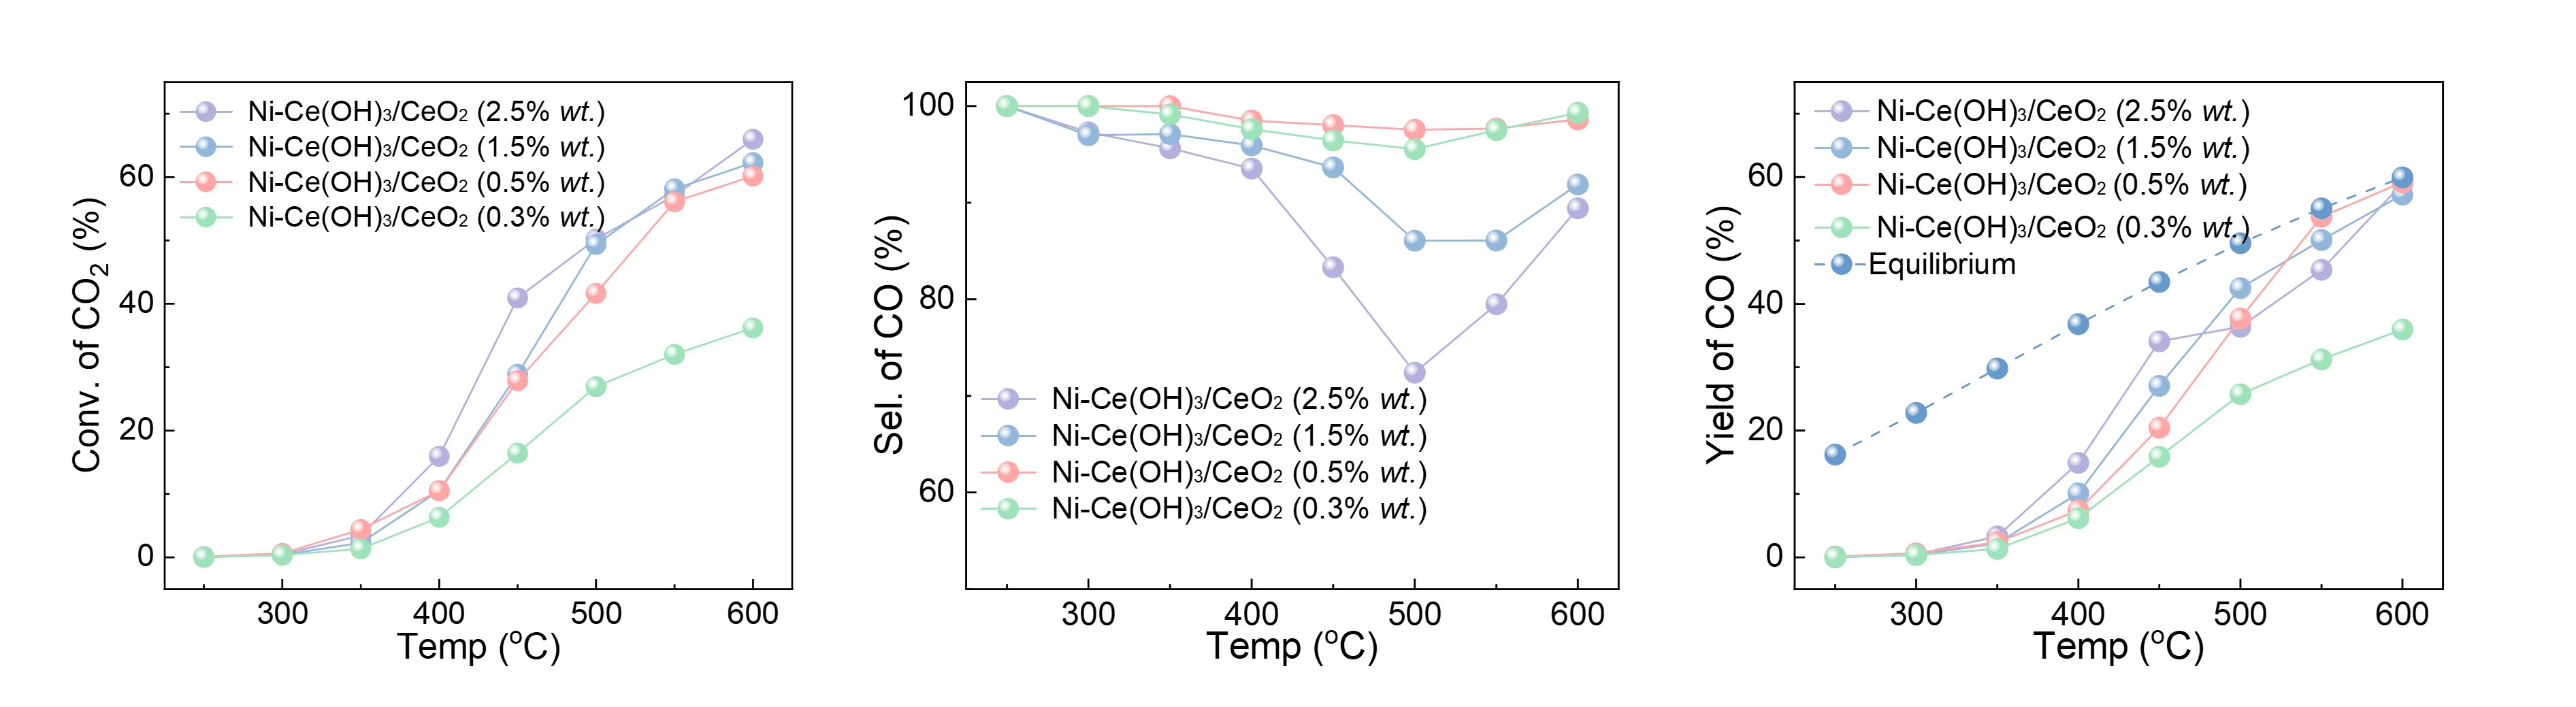 Conv. of CO2 (%)
60
40
20
0
Ni-Ce(OH)3/CeO2 (2.5% wt.)
Ni-Ce(OH)3/CeO2 (1.5% wt.)
Ni-Ce(OH)3/CeO2 (0.5% wt.)
Ni-Ce(OH)3/CeO2 (0.3% wt.)
300 400 500 600
Temp (oC)
Sel. of CO (%)
100
80
60
Ni-Ce(OH)3/CeO2 (2.5% wt.)
Ni-Ce(OH)3/CeO2 (1.5% wt.)
Ni-Ce(OH)3/CeO2 (0.5% wt.)
Ni-Ce(OH)3/CeO2 (0.3% wt.)
300 400 500 600
Temp (oC)
Yield of CO (%)
60
40
20
0
Ni-Ce(OH)3/CeO2 (2.5% wt.)
Ni-Ce(OH)3/CeO2 (1.5% wt.)
Ni-Ce(OH)3/CeO2 (0.5% wt.)
Ni-Ce(OH)3/CeO2 (0.3% wt.)
Equilibrium
300 400 500 600
Temp (oC)